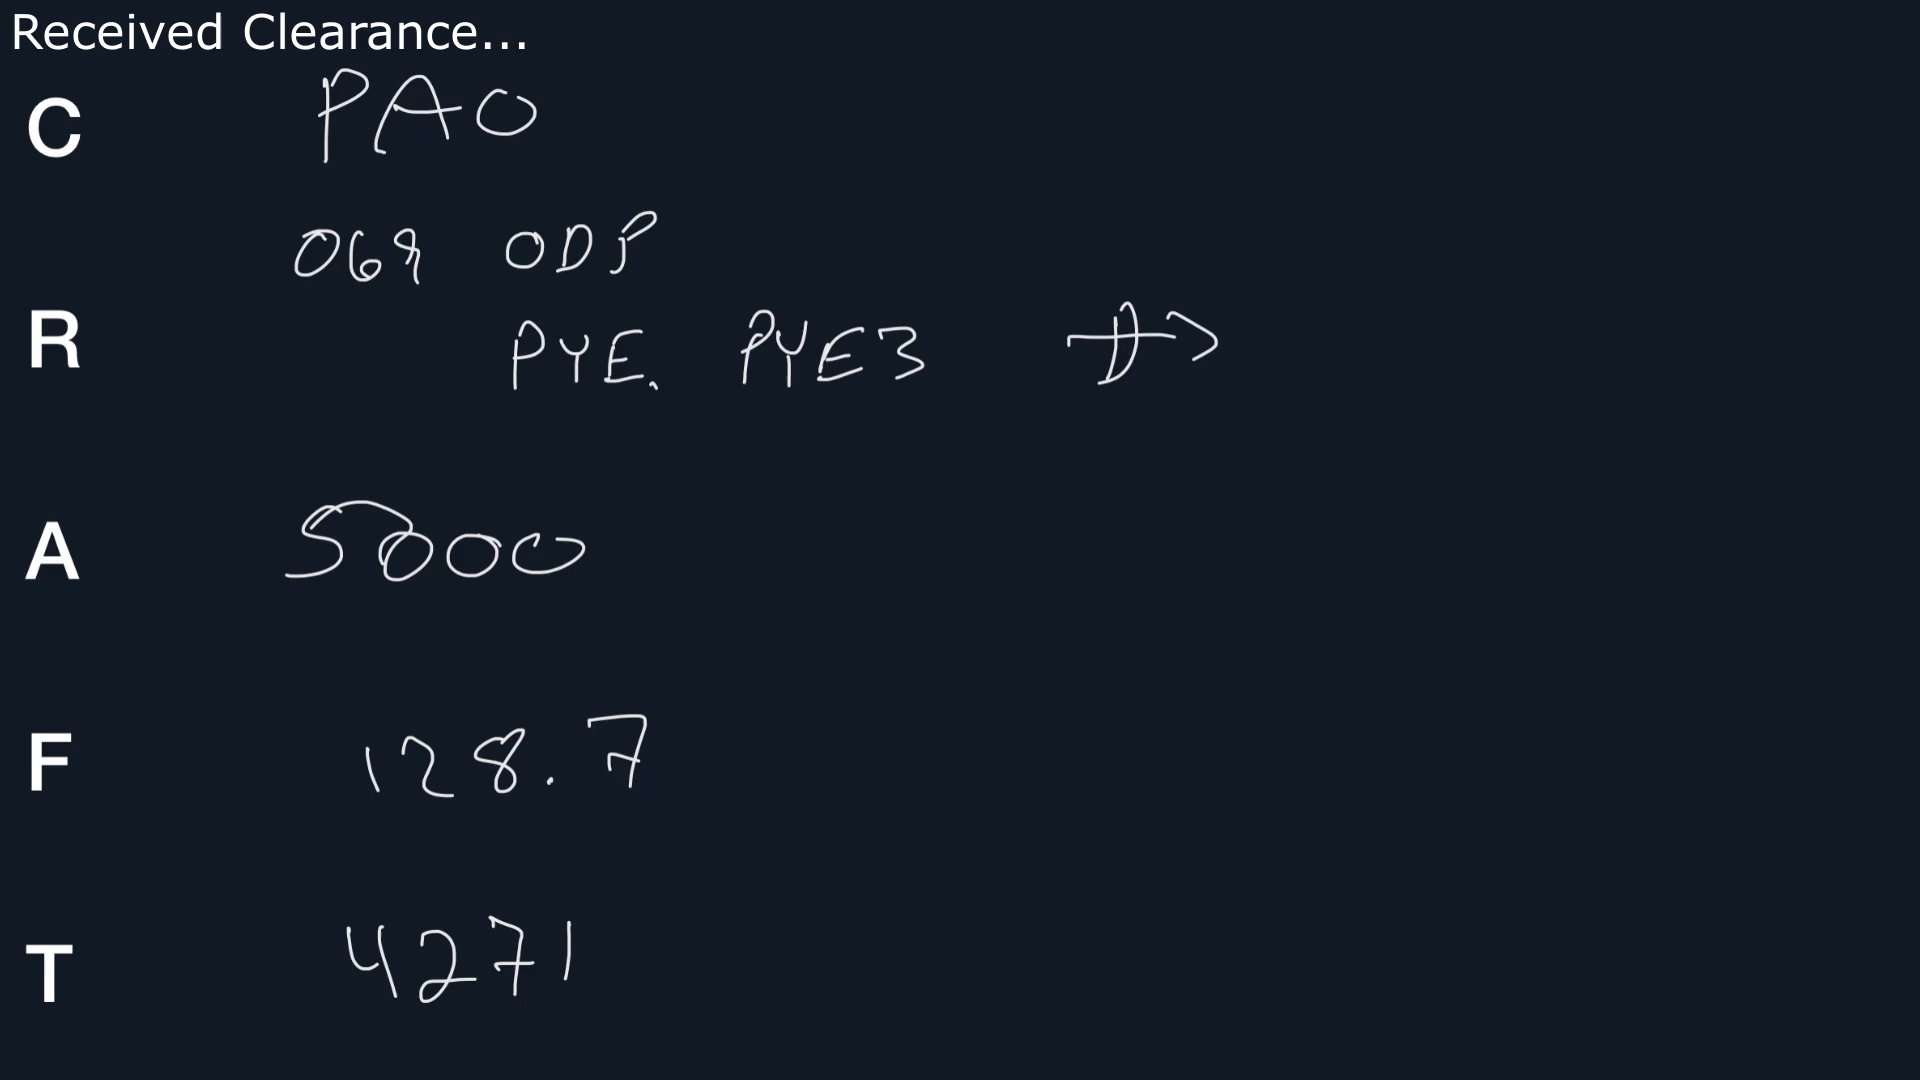 Received Clearance...
C PAO
069 ODP
R PYE. PYE3 D→
A 5000
F 128.7
T 4271